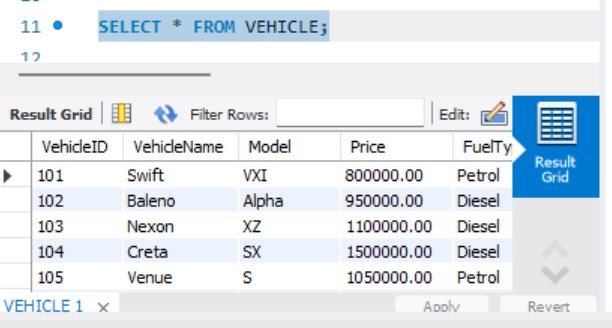 11 SELECT * FROM VEHICLE;
12
Result Grid Filter Rows: Edit:
VehicleID VehicleName Model Price FuelTy
101 Swift VXI 800000.00 Petrol
102 Baleno Alpha 950000.00 Diesel
103 Nexon XZ 1100000.00 Diesel
104 Creta SX 1500000.00 Diesel
105 Venue S 1050000.00 Petrol
Result
Grid
VEHICLE 1 × Apply Revert